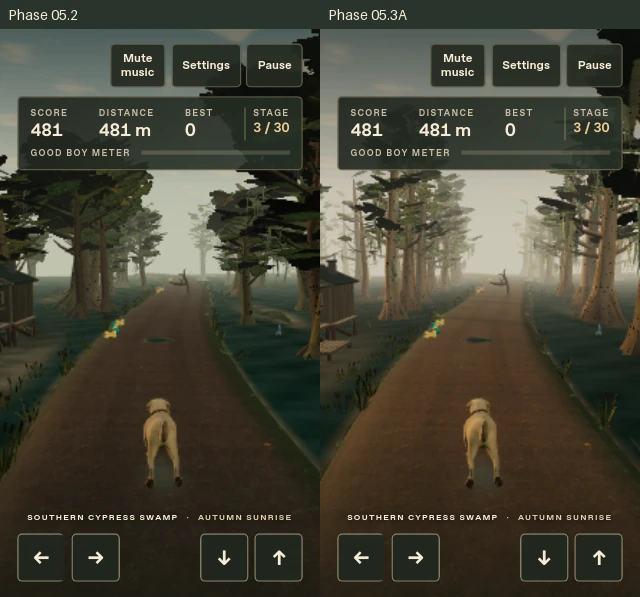 Phase 05.2
Mute music
Settings
Pause
SCORE
481
DISTANCE
481 m
BEST
0
STAGE
3 / 30
GOOD BOY METER
SOUTHERN CYPRESS SWAMP · AUTUMN SUNRISE
← → ↓ ↑
Phase 05.3A
Mute music
Settings
Pause
SCORE
481
DISTANCE
481 m
BEST
0
STAGE
3 / 30
GOOD BOY METER
SOUTHERN CYPRESS SWAMP · AUTUMN SUNRISE
← → ↓ ↑